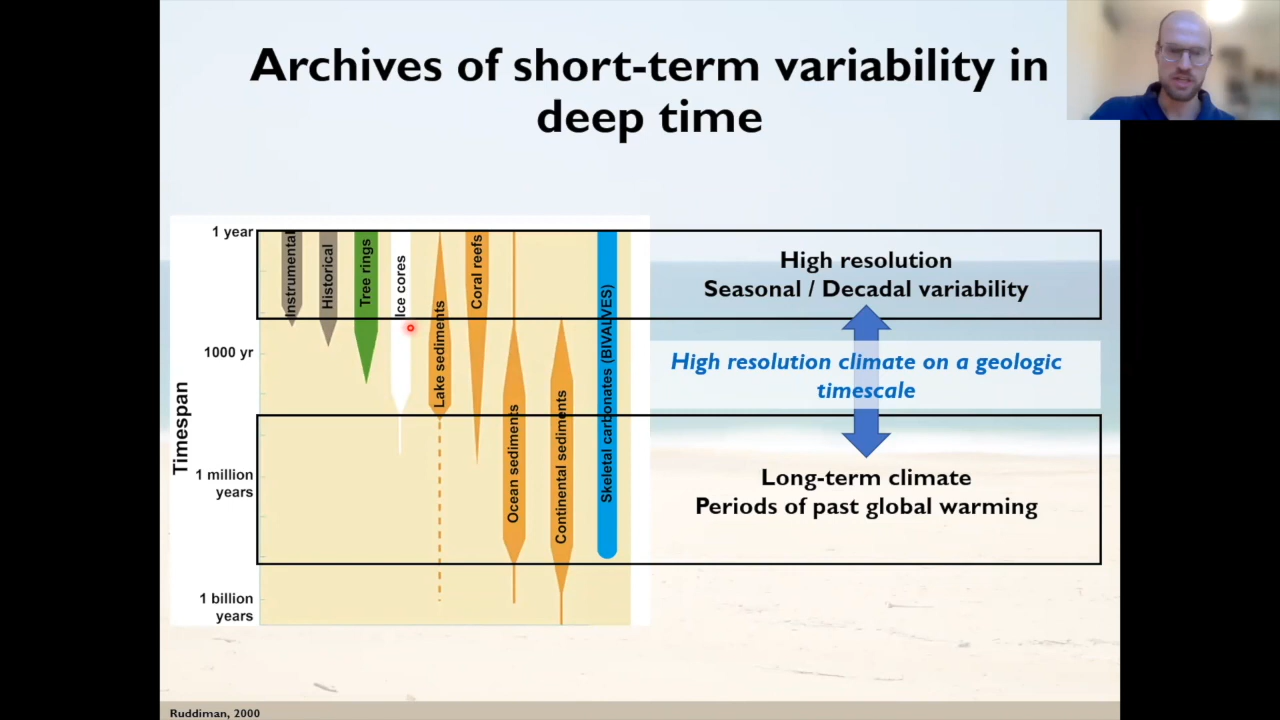 Archives of short-term variability in
deep time
Timespan
1 year
1000 yr
1 million
years
1 billion
years
Instrumental
Historical
Tree rings
Ice cores
Lake sediments
Coral reefs
Ocean sediments
Continental sediments
Skeletal carbonates (BIVALVES)
High resolution
Seasonal / Decadal variability
High resolution climate on a geologic
timescale
Long-term climate
Periods of past global warming
Ruddiman, 2000